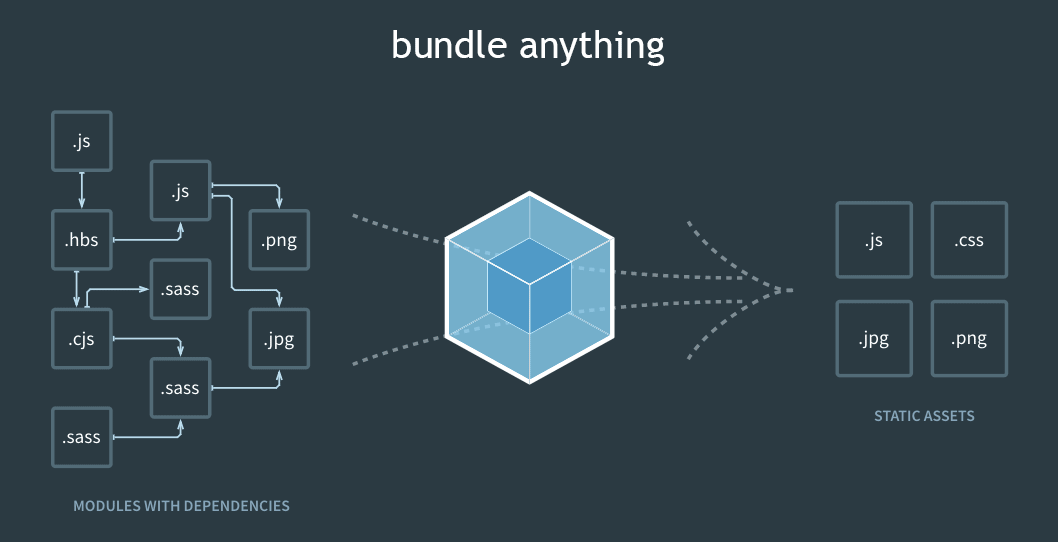 bundle anything
.js
.js
.hbs
.png
.sass
.cjs
.jpg
.sass
.sass
MODULES WITH DEPENDENCIES
.js
.css
.jpg
.png
STATIC ASSETS